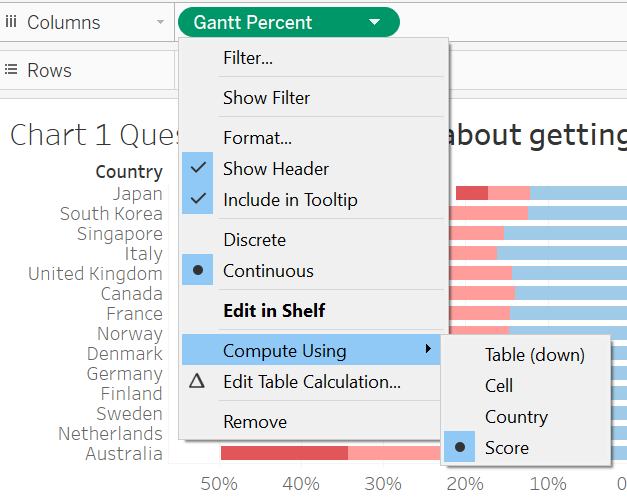 Columns
Gantt Percent
Rows
Filter...
Show Filter
Format...
Show Header
Include in Tooltip
Discrete
Continuous
Edit in Shelf
Compute Using
Edit Table Calculation...
Remove
Table (down)
Cell
Country
Score
Chart 1 Ques about getting
Country
Japan
South Korea
Singapore
Italy
United Kingdom
Canada
France
Norway
Denmark
Germany
Finland
Sweden
Netherlands
Australia
50% 40% 30% 20% 10% 0